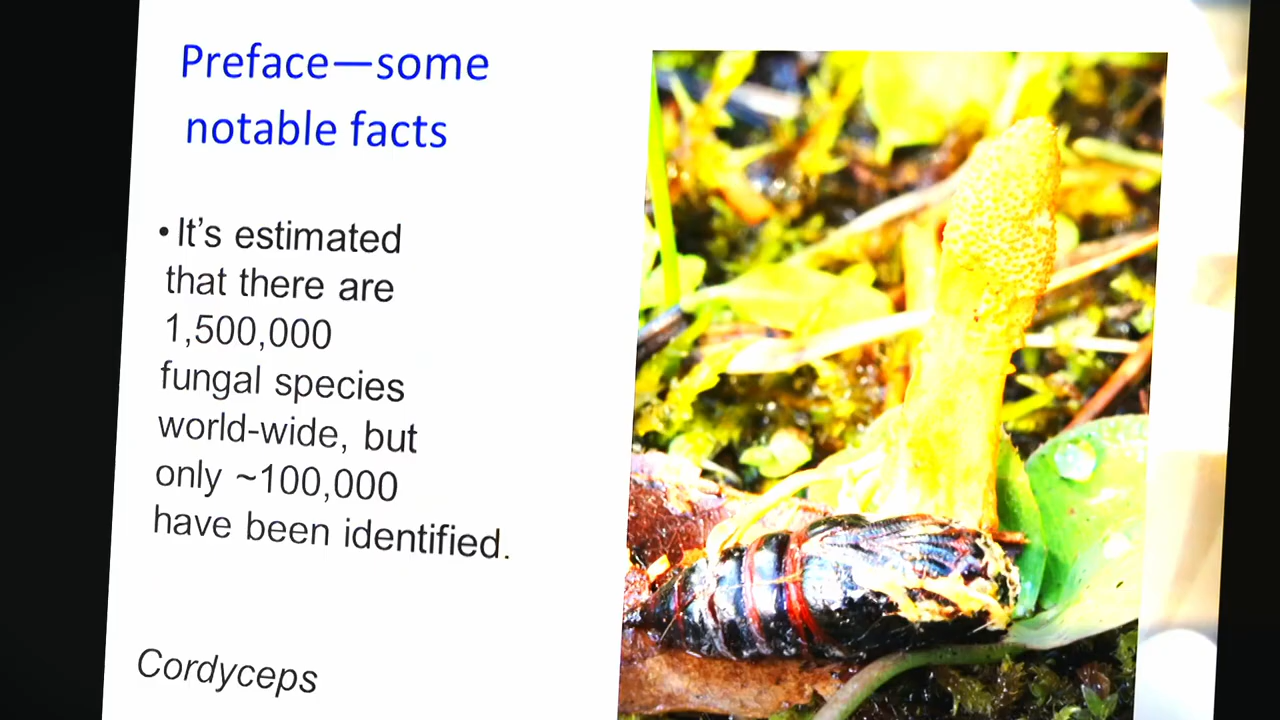 Preface—some
notable facts
•It’s estimated
that there are
1,500,000
fungal species
world-wide, but
only ~100,000
have been identified.
Cordyceps